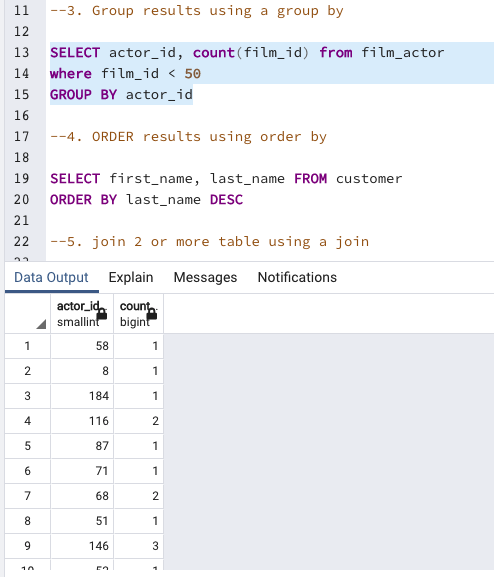 11 --3. Group results using a group by
12
13 SELECT actor_id, count(film_id) from film_actor
14 where film_id < 50
15 GROUP BY actor_id
16
17 --4. ORDER results using order by
18
19 SELECT first_name, last_name FROM customer
20 ORDER BY last_name DESC
21
22 --5. join 2 or more table using a join
Data Output Explain Messages Notifications
actor_id count
smallint bigint
1 58 1
2 8 1
3 184 1
4 116 2
5 87 1
6 71 1
7 68 2
8 51 1
9 146 3